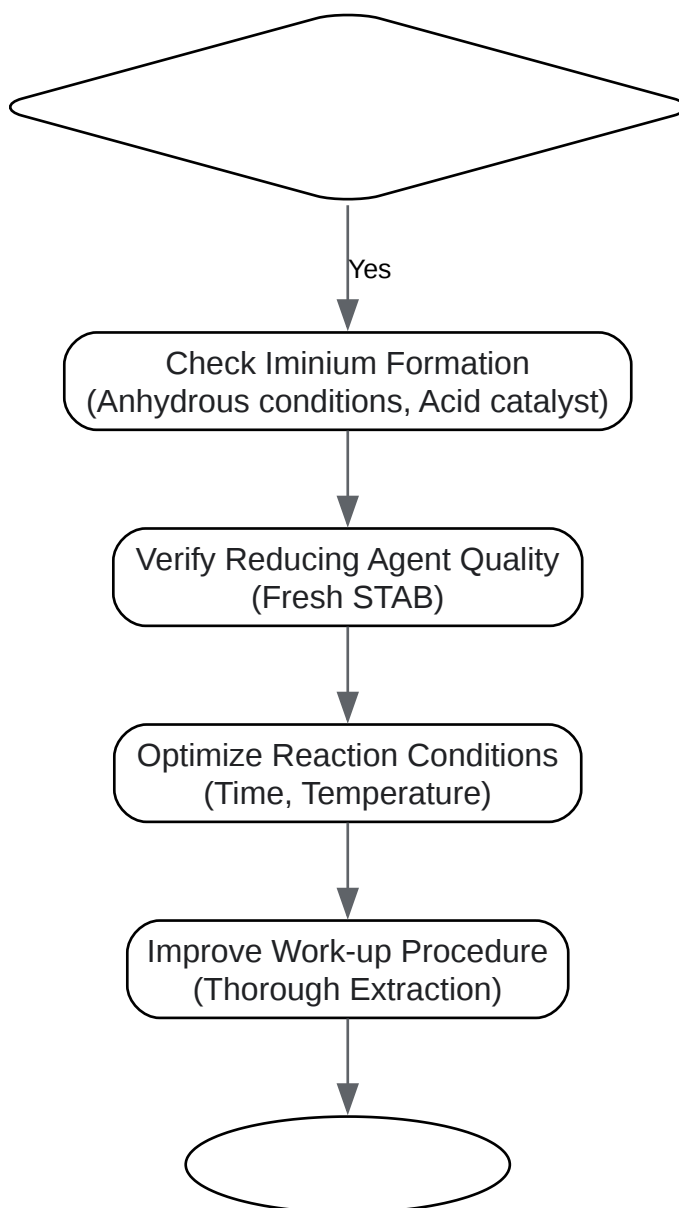 Yes
Check Iminium Formation
(Anhydrous conditions, Acid catalyst)
Verify Reducing Agent Quality
(Fresh STAB)
Optimize Reaction Conditions
(Time, Temperature)
Improve Work-up Procedure
(Thorough Extraction)